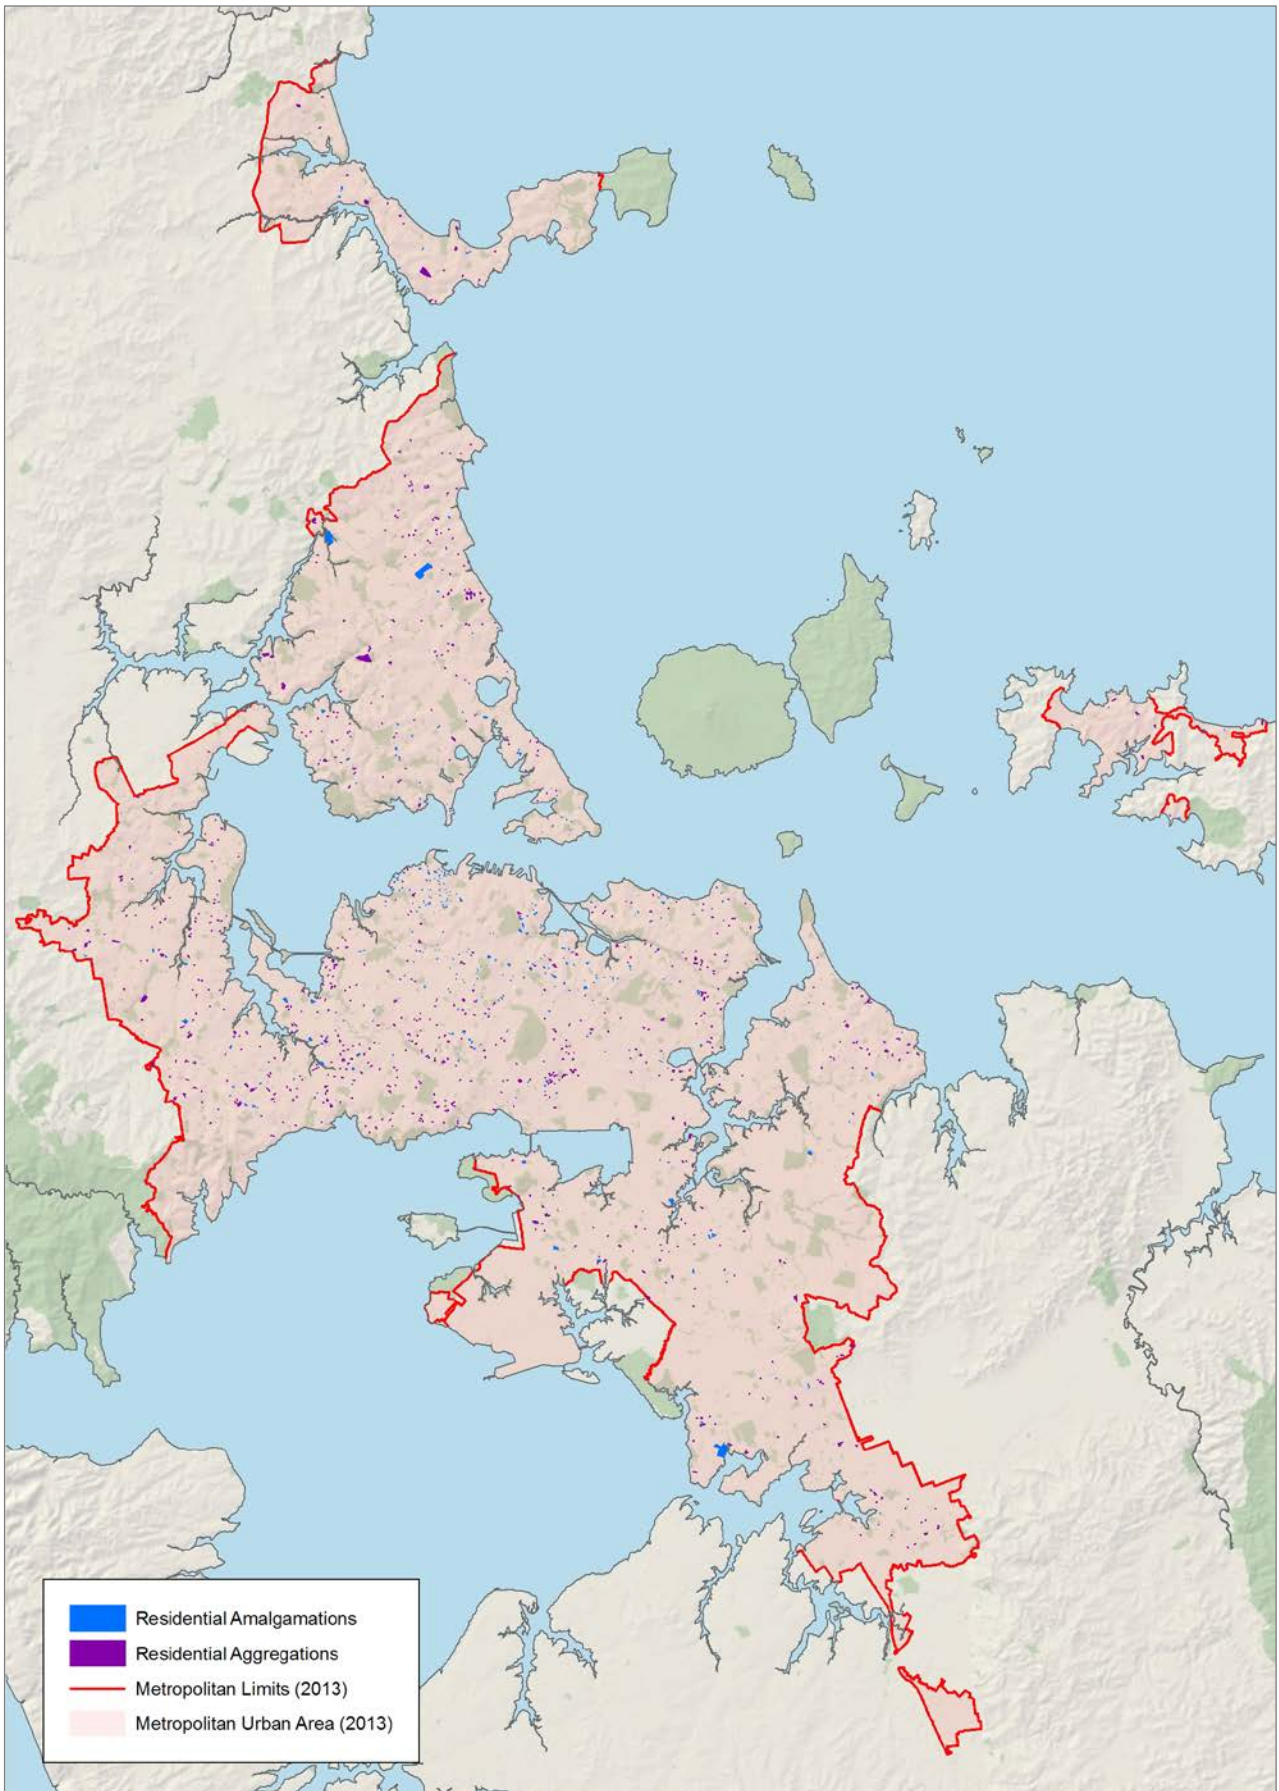 Residential Amalgamations
Residential Aggregations
Metropolitan Limits (2013)
Metropolitan Urban Area (2013)